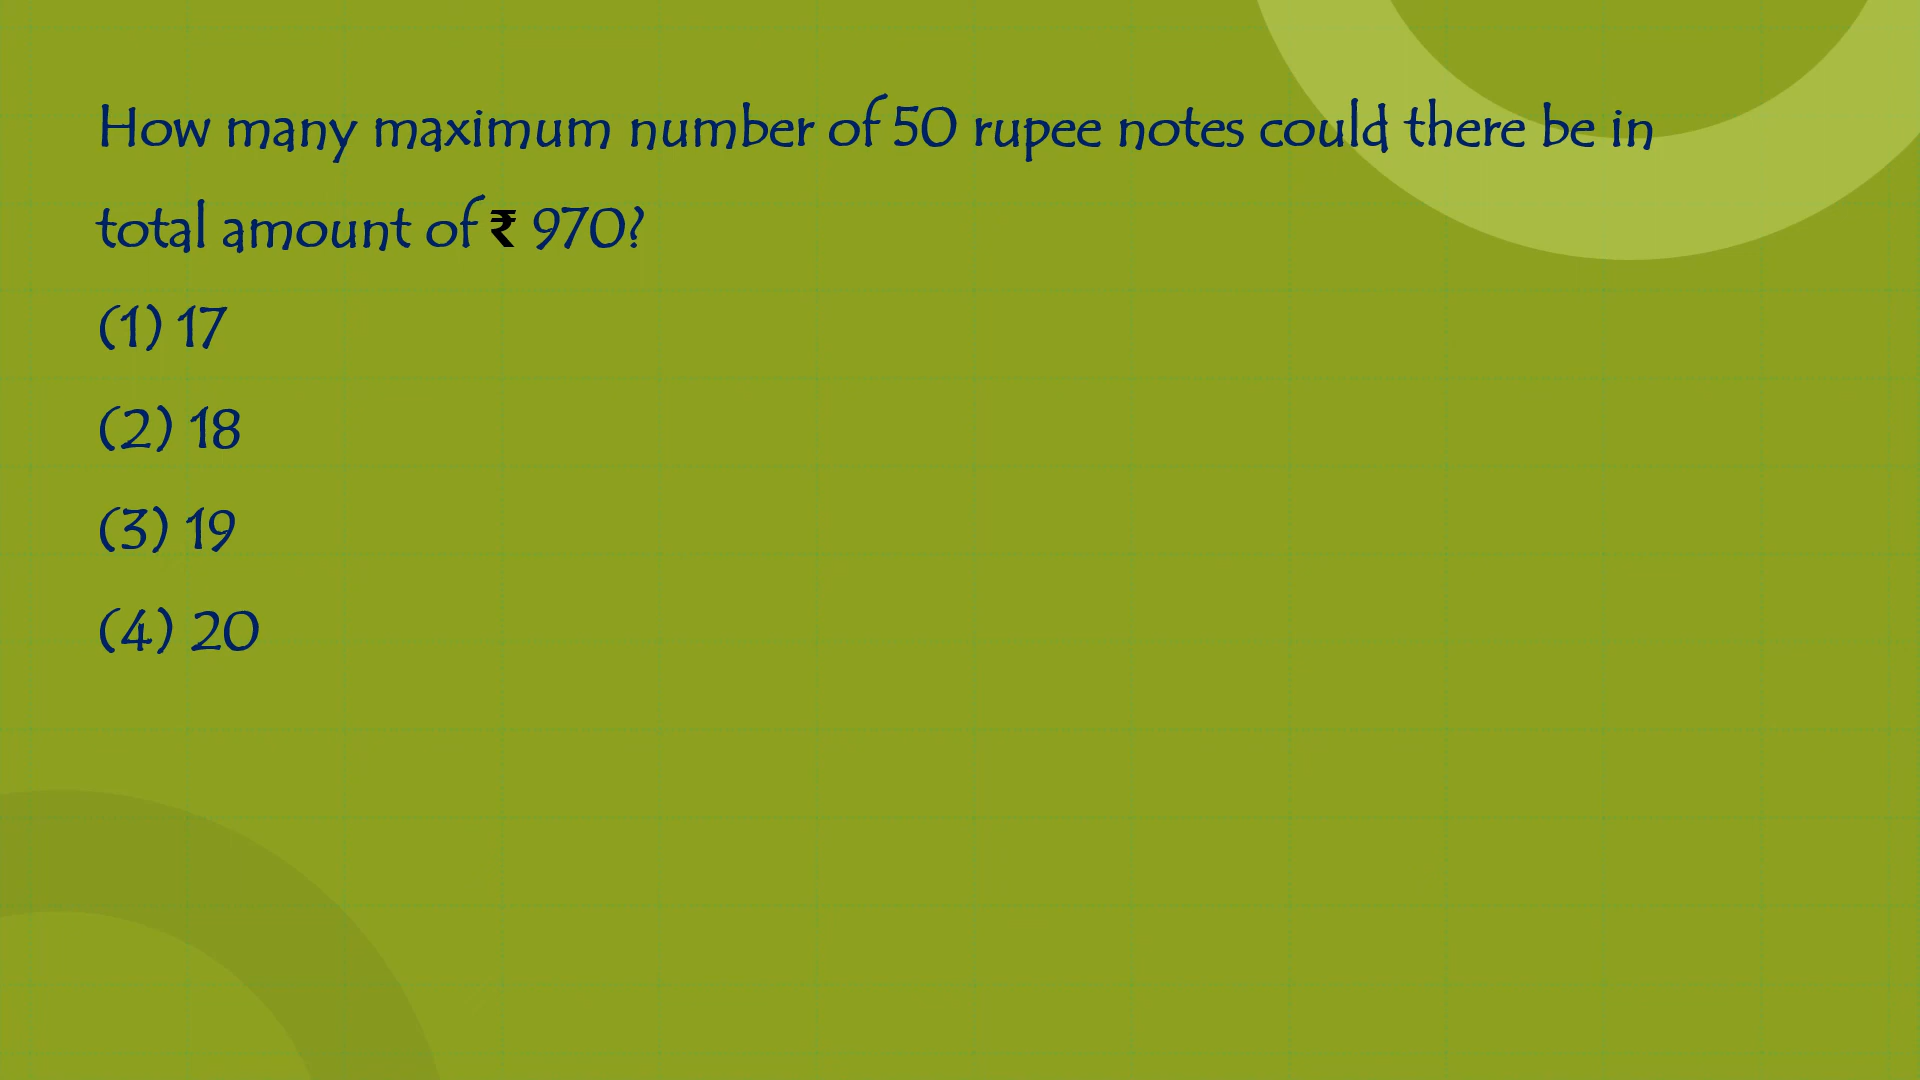 How many maximum number of 50 rupee notes could there be in
total amount of ₹ 970?
(1) 17
(2) 18
(3) 19
(4) 20